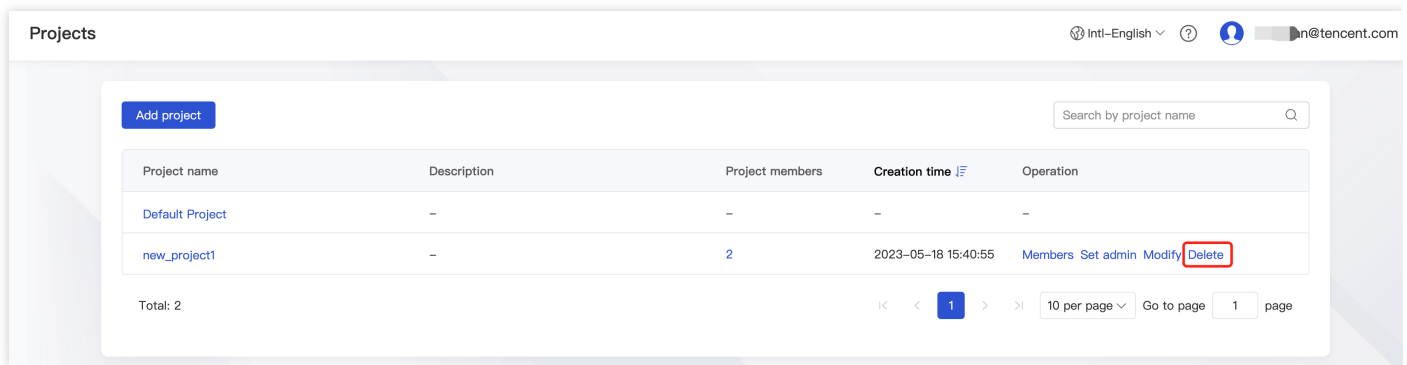 Projects Intl-English n@tencent.com
Add project Search by project name
Project name Description Project members Creation time Operation
Default Project - - - -
new_project1 - 2 2023-05-18 15:40:55 Members Set admin Modify Delete
Total: 2 1 10 per page Go to page 1 page